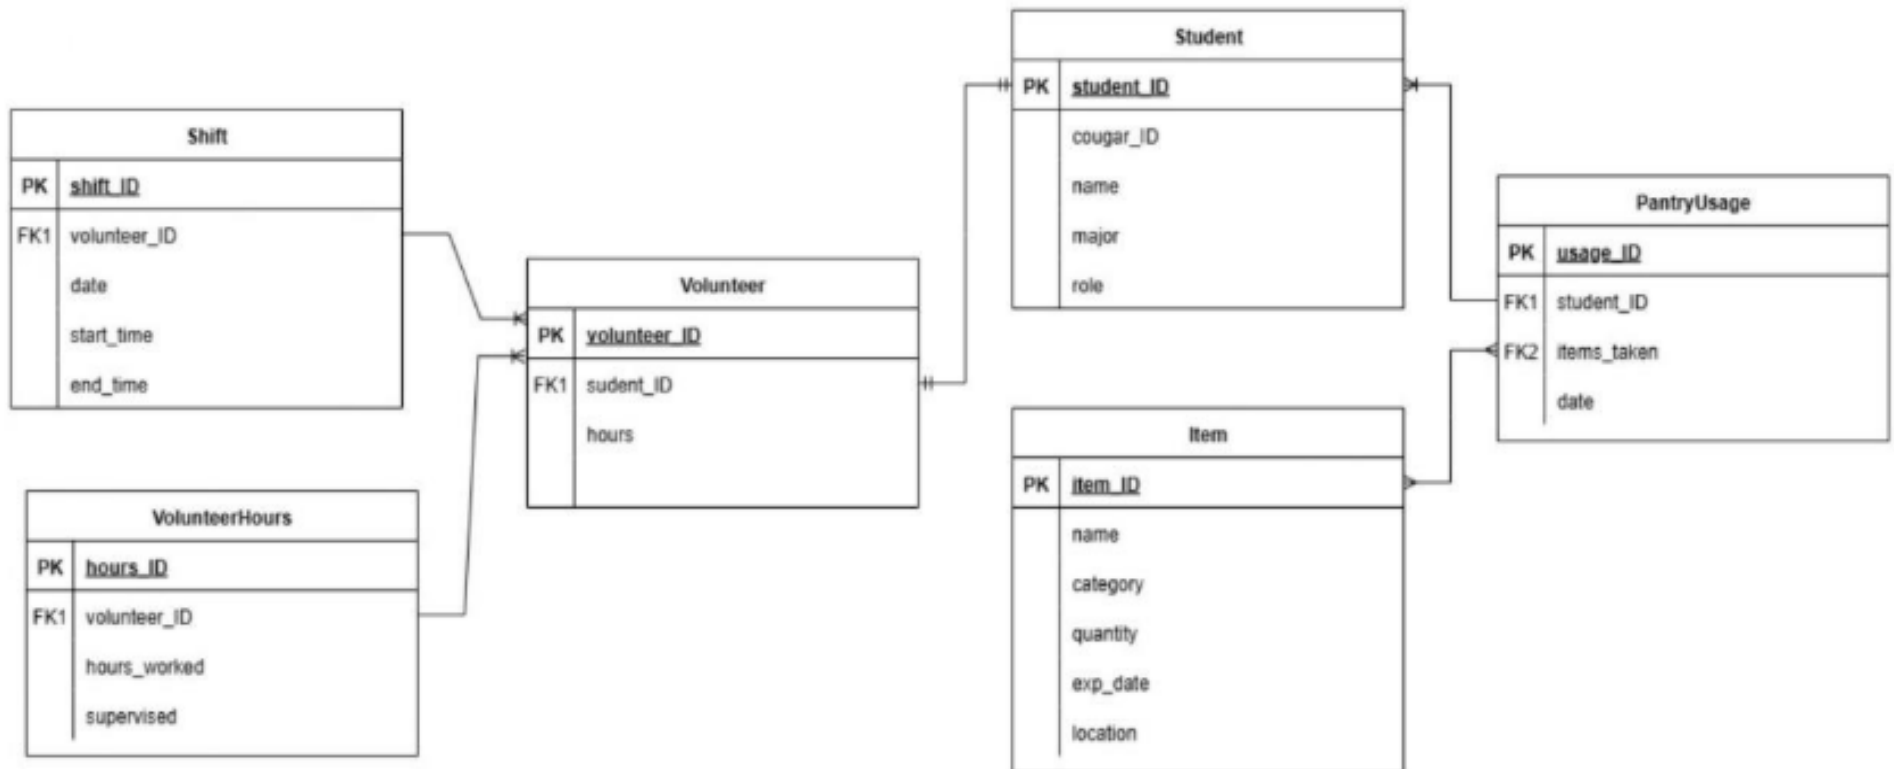 Student
PK student_ID
cougar_ID
name
major
role
Shift
PK shift_ID
FK1 volunteer_ID
date
start_time
end_time
Volunteer
PK volunteer_ID
FK1 sudent_ID
hours
PantryUsage
PK usage_ID
FK1 student_ID
FK2 items_taken
date
VolunteerHours
PK hours_ID
FK1 volunteer_ID
hours_worked
supervised
Item
PK item_ID
name
category
quantity
exp_date
location